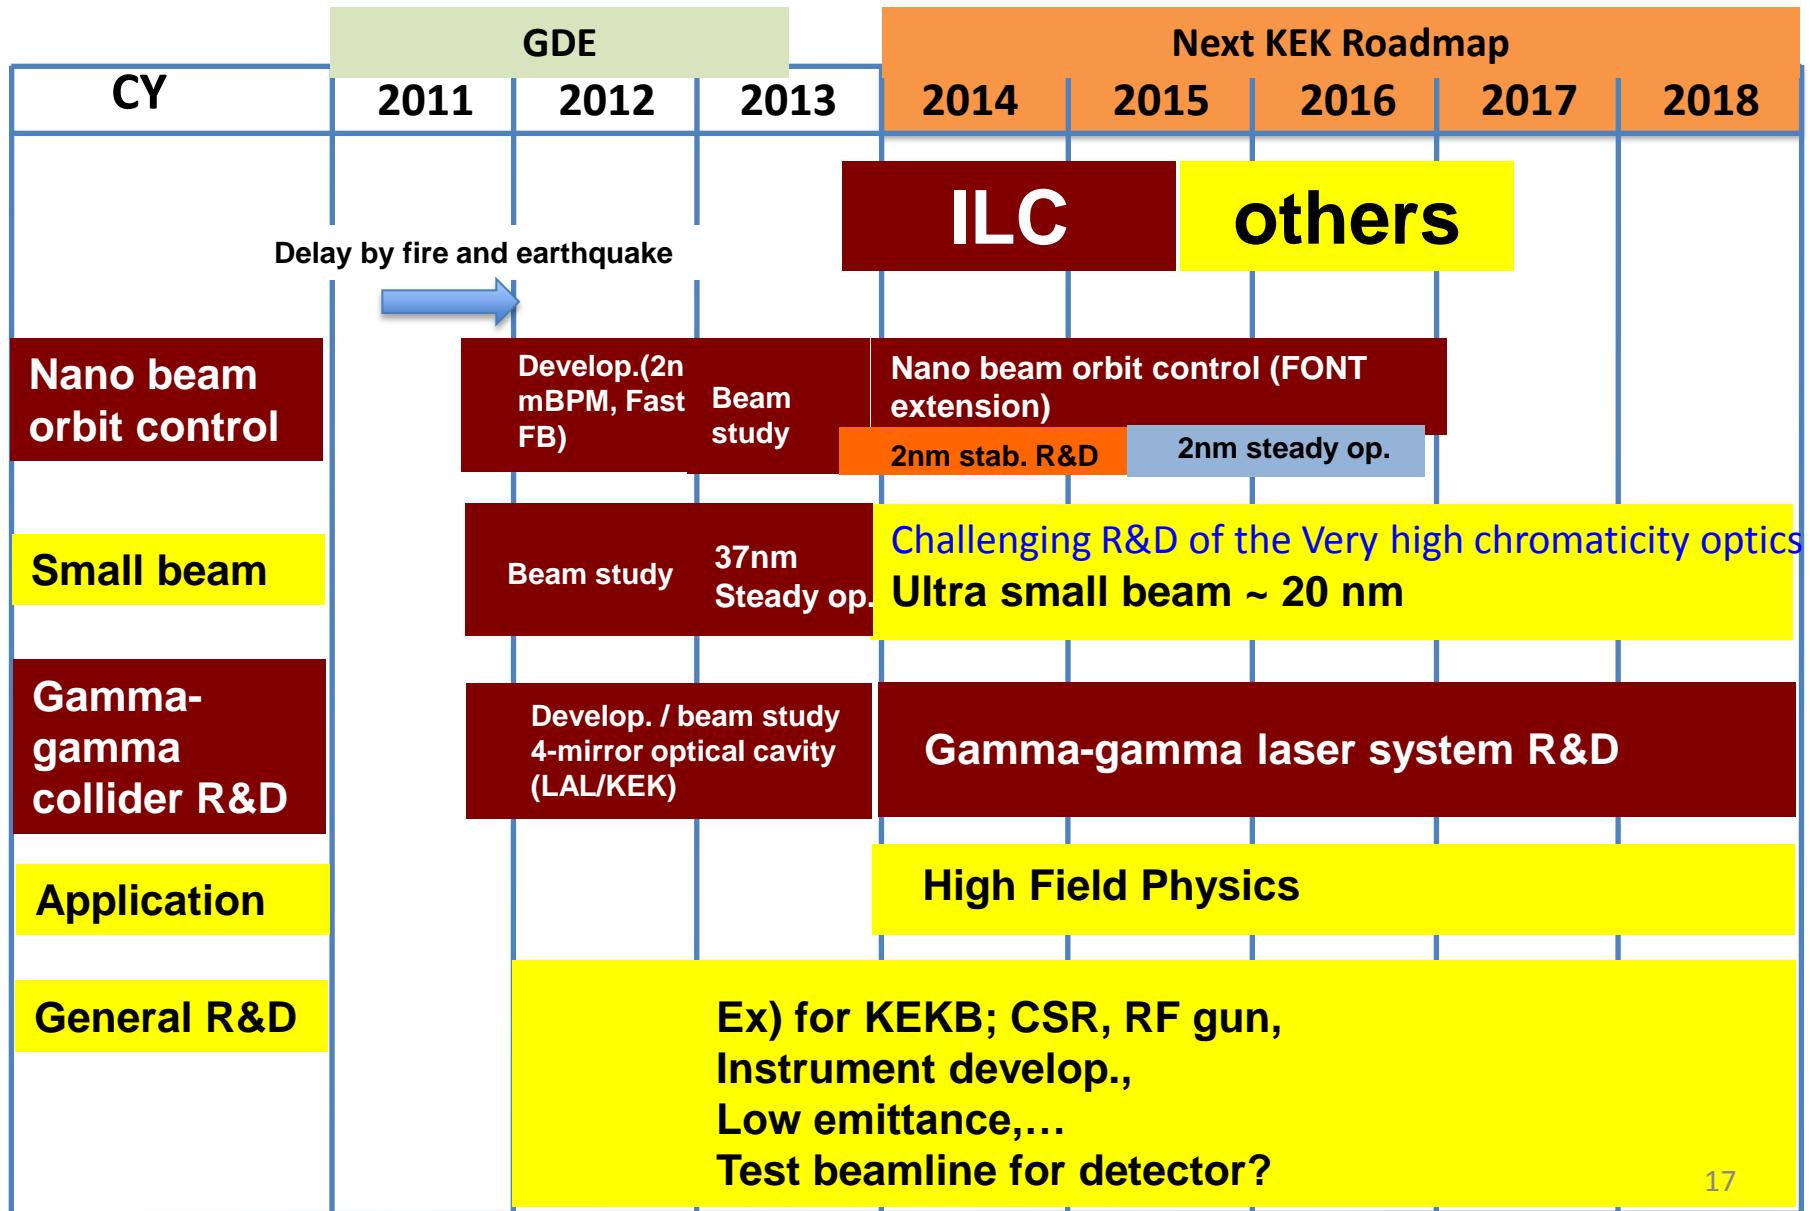 GDE
Next KEK Roadmap
CY
2011
2012
2013
2014
2015
2016
2017
2018
ILC
others
Delay by fire and earthquake
Nano beam
orbit control
Develop.(2n
mBPM, Fast
FB)
Beam
study
Nano beam orbit control (FONT
extension)
2nm stab. R&D
2nm steady op.
Small beam
Beam study
37nm
Steady op.
Challenging R&D of the Very high chromaticity optics
Ultra small beam ~ 20 nm
Gamma-
gamma
collider R&D
Develop. / beam study
4-mirror optical cavity
(LAL/KEK)
Gamma-gamma laser system R&D
Application
High Field Physics
General R&D
Ex) for KEKB; CSR, RF gun,
Instrument develop.,
Low emittance,…
Test beamline for detector?
17